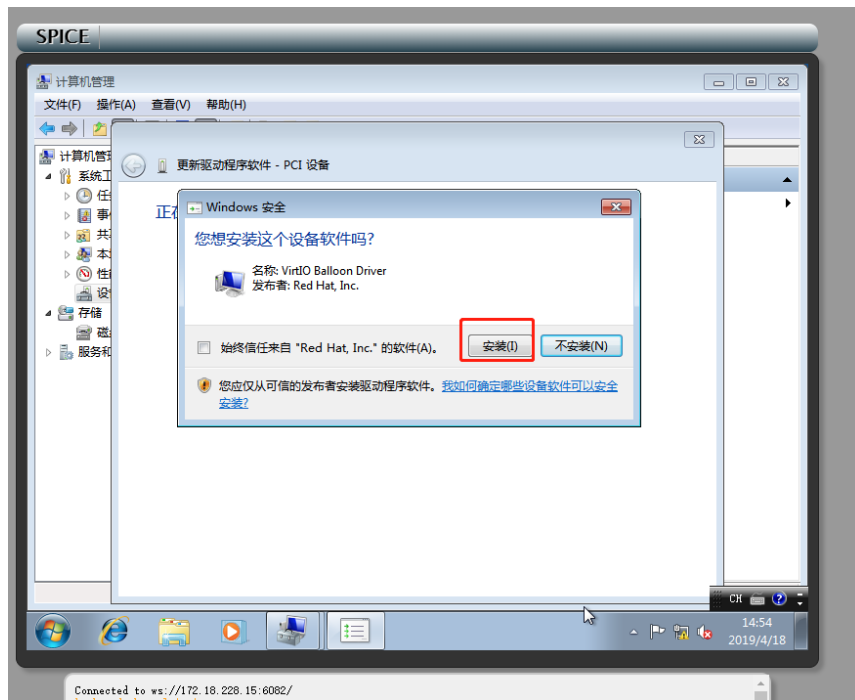 SPICE
计算机管理
文件(F) 操作(A) 查看(V) 帮助(H)
计算机管
系统工
更新驱动程序软件 - PCI 设备
任
事
共
本
性
设
存储
磁
服务和
正在
Windows 安全
您想安装这个设备软件吗?
名称: VirtIO Balloon Driver
发布者: Red Hat, Inc.
始终信任来自 "Red Hat, Inc." 的软件(A)。
安装(I)
不安装(N)
您应仅从可信的发布者安装驱动程序软件。我如何确定哪些设备软件可以安全
安装?
CH
14:54
2019/4/18
Connected to ws://172.18.228.15:6082/